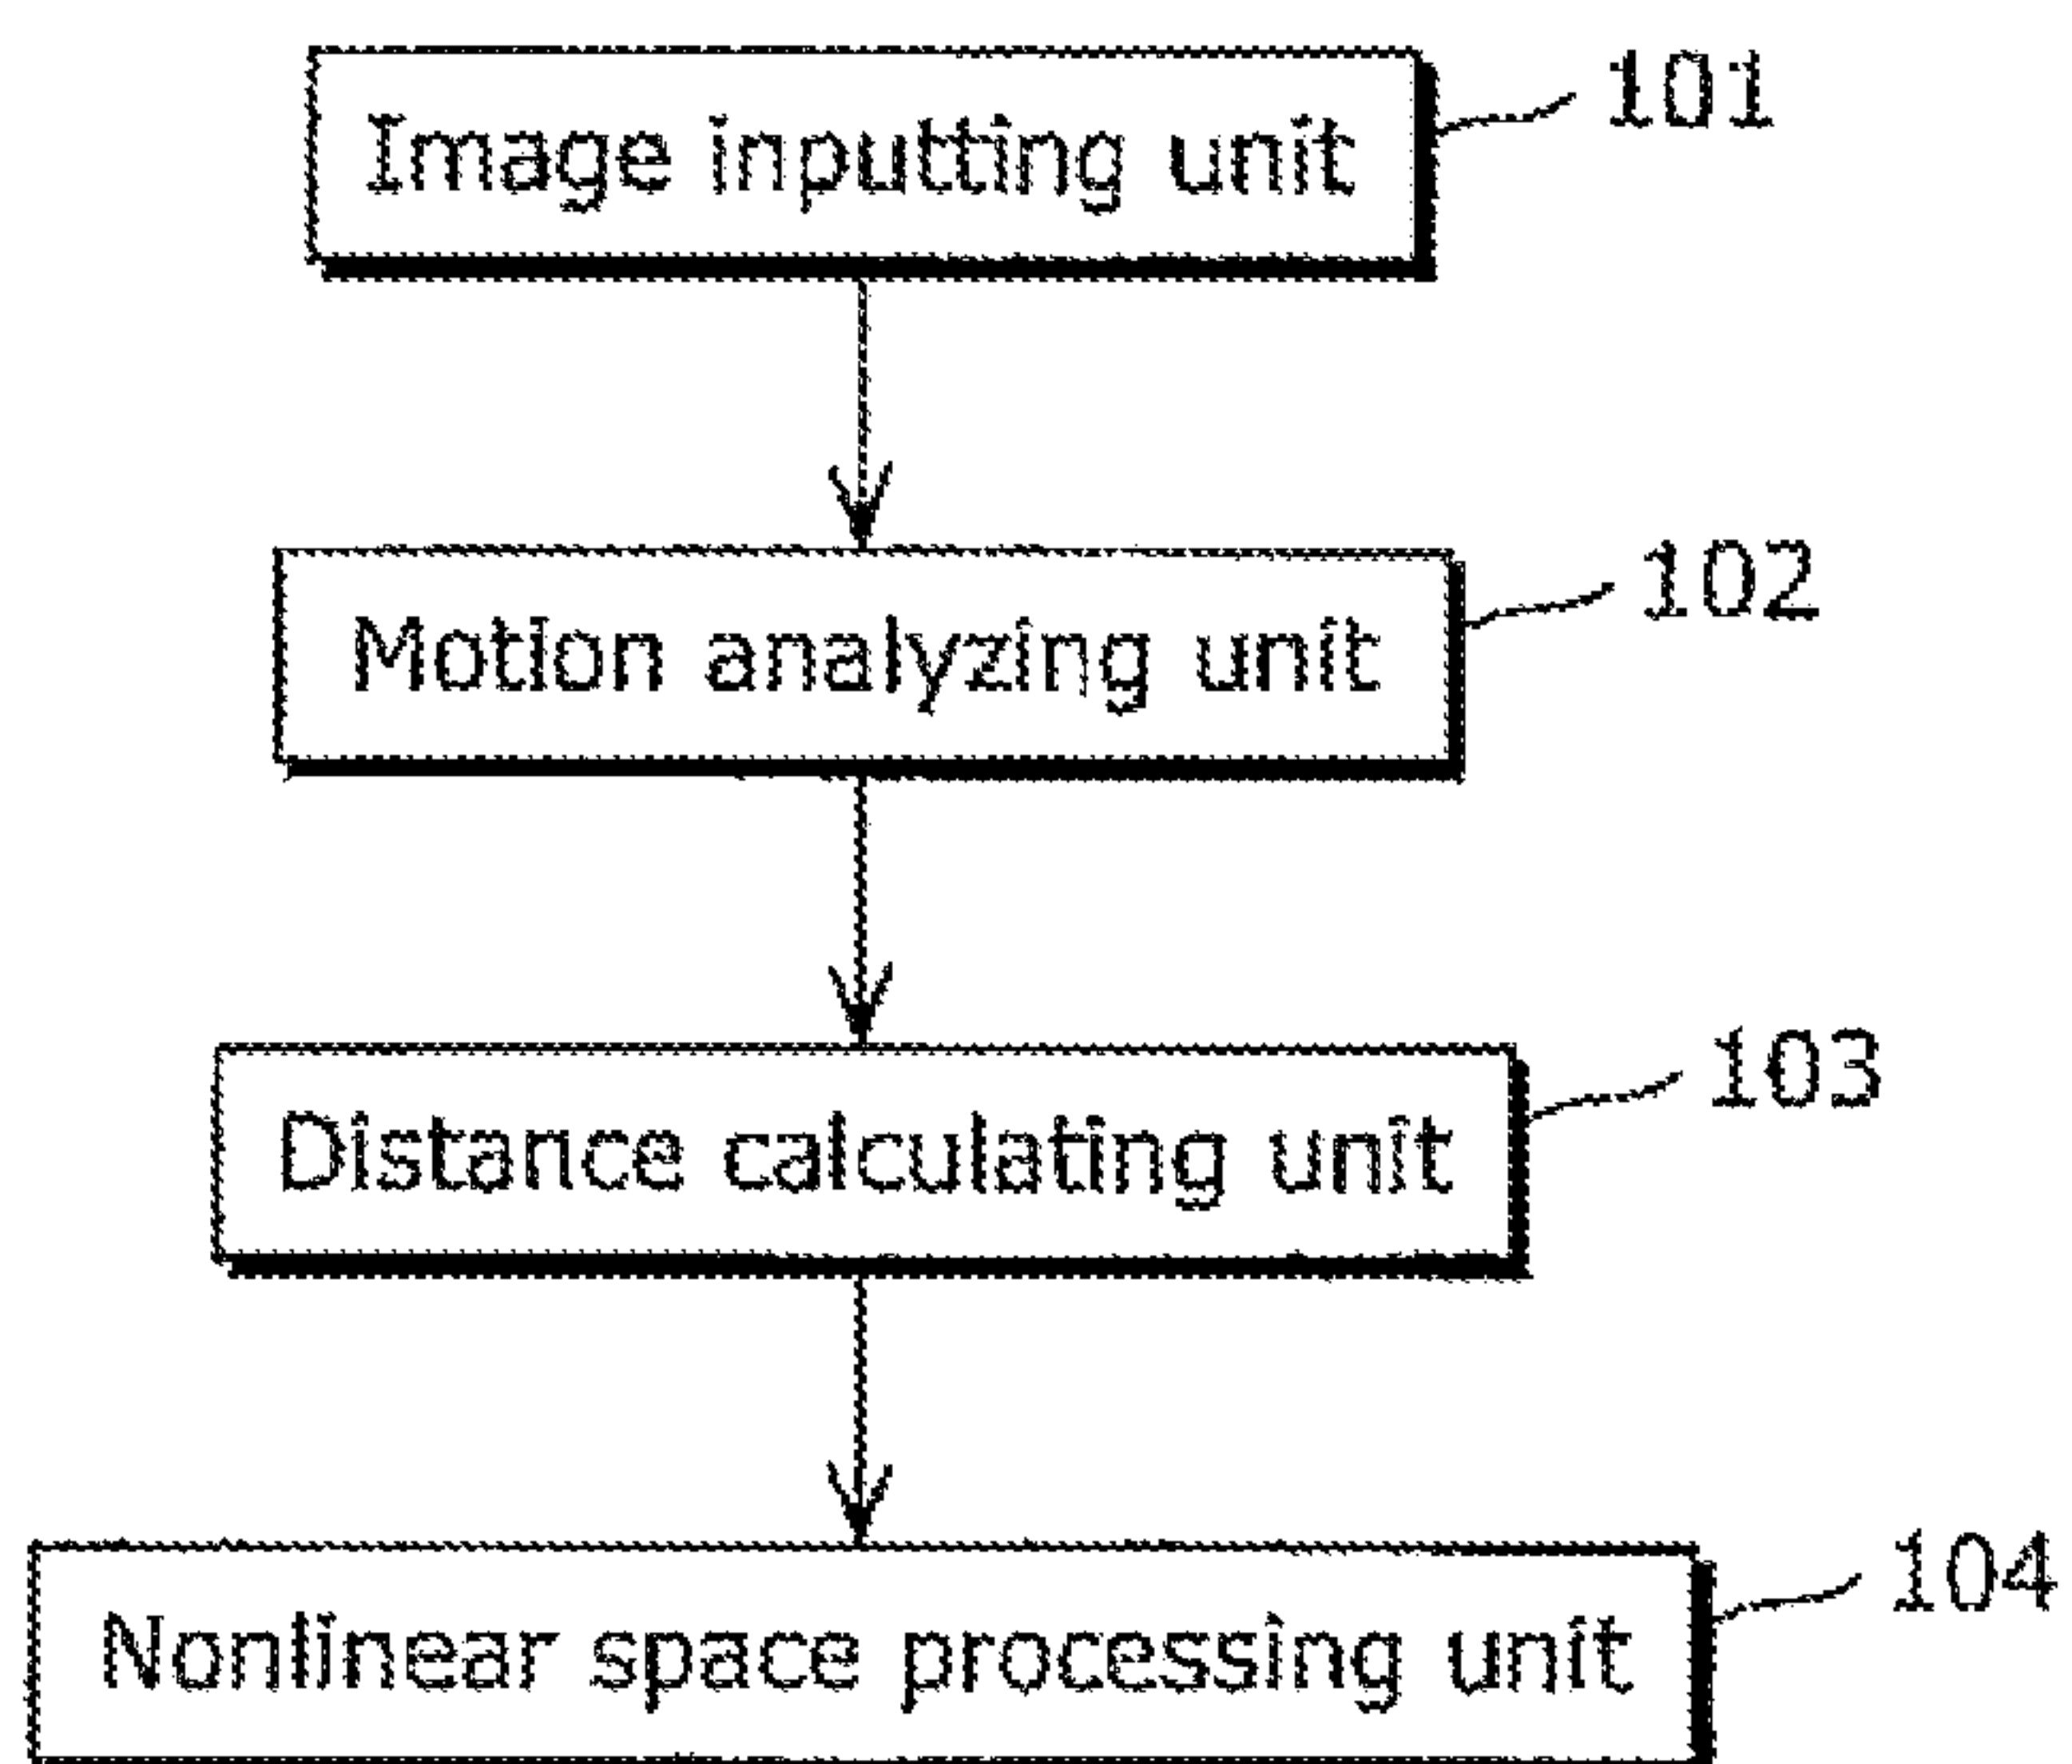 Image inputting unit 101
Motion analyzing unit 102
Distance calculating unit 103
Nonlinear space processing unit 104